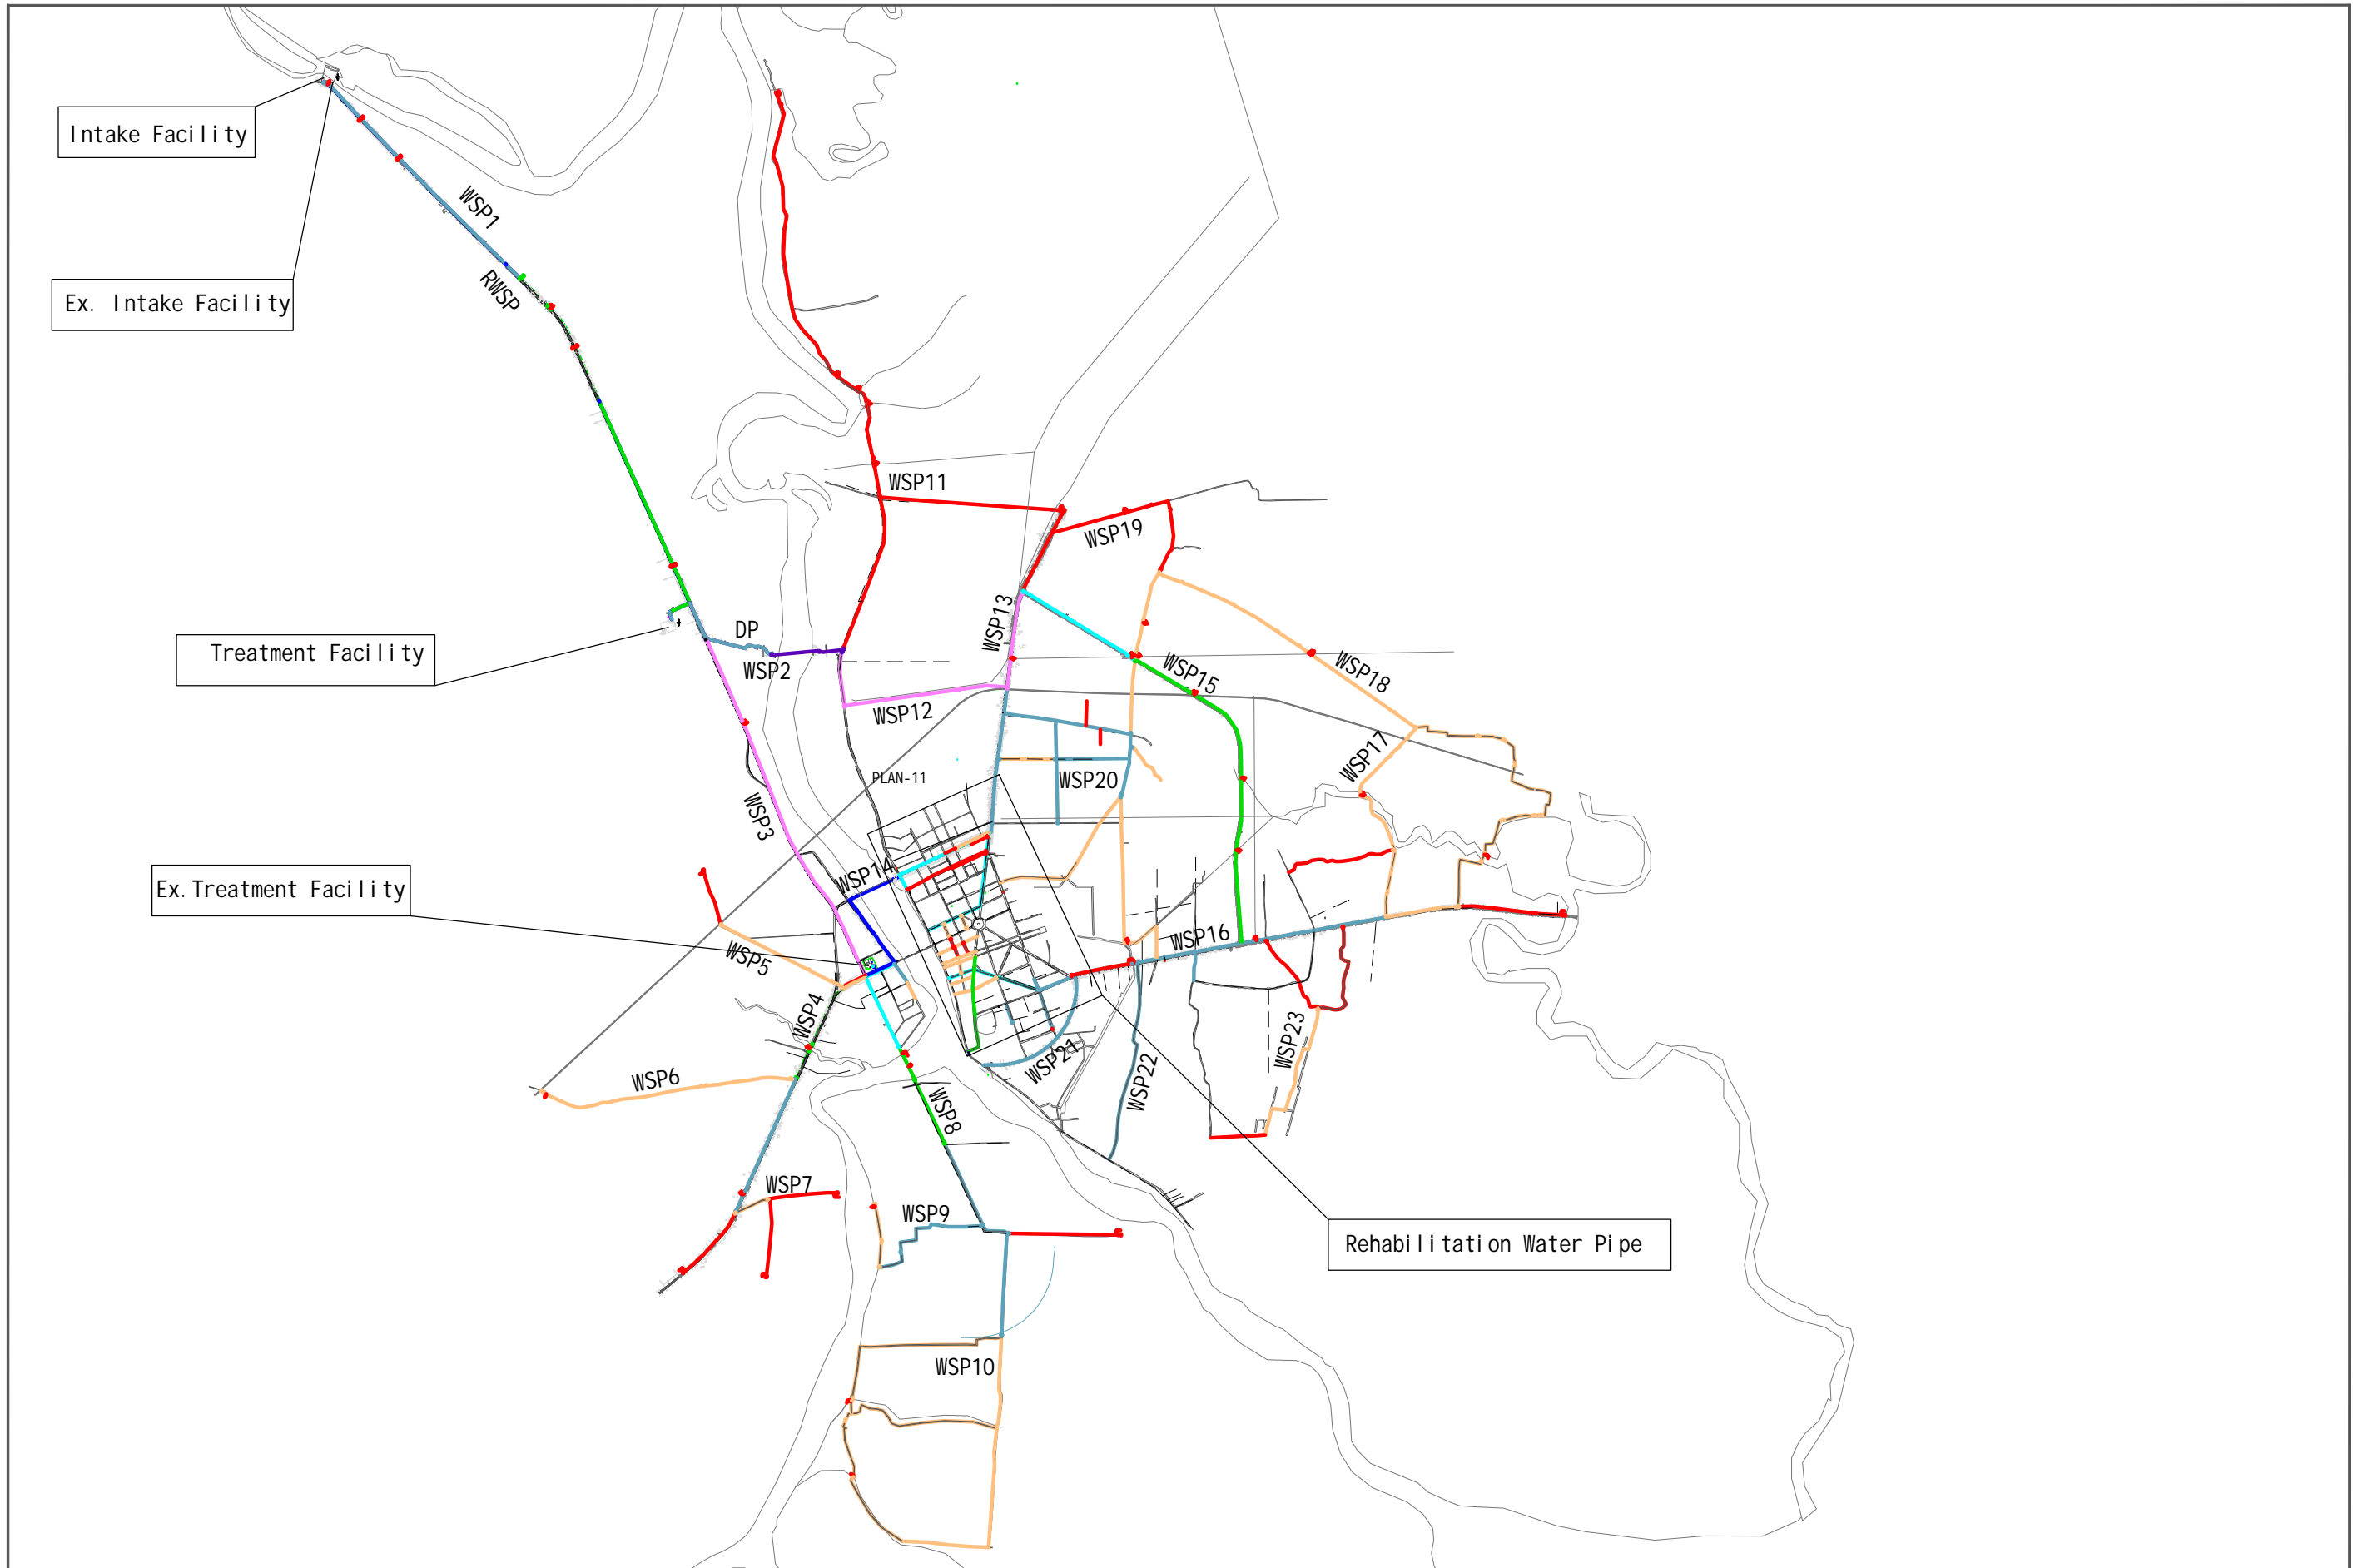 Intake Facility
WSP1
Ex. Intake Facility
RWSP
WSP11
WSP19
WSP13
DP
Treatment Facility
WSP2
WSP15
WSP18
WSP12
WSP17
PLAN-11
WSP20
WSP3
WSP14
Ex. Treatment Facility
WSP16
WSP5
WSP4
WSP23
WSP21
WSP22
WSP6
WSP8
WSP7
WSP9
Rehabilitation Water Pipe
WSP10